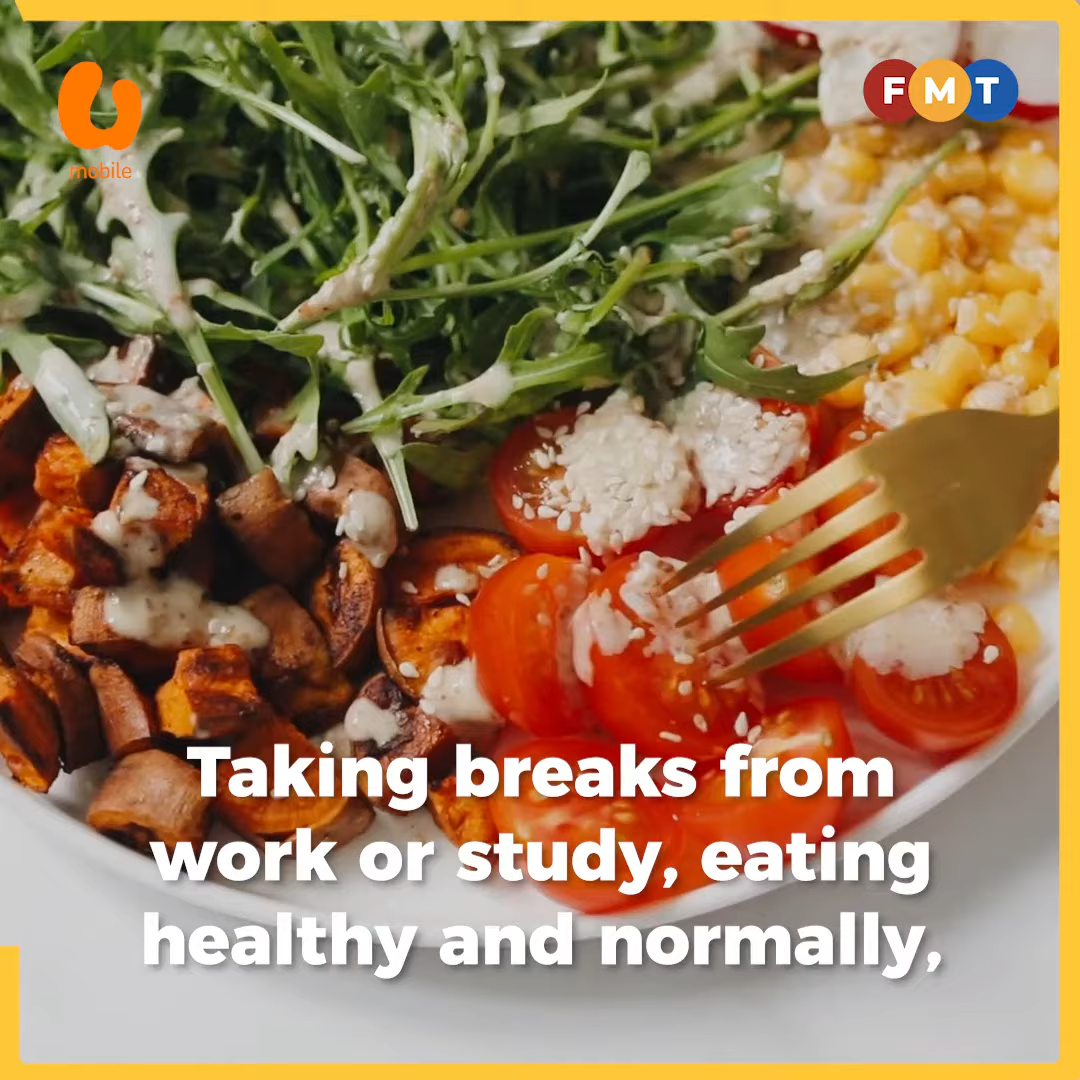 mobile
FMT
Taking breaks from
work or study, eating
healthy and normally,